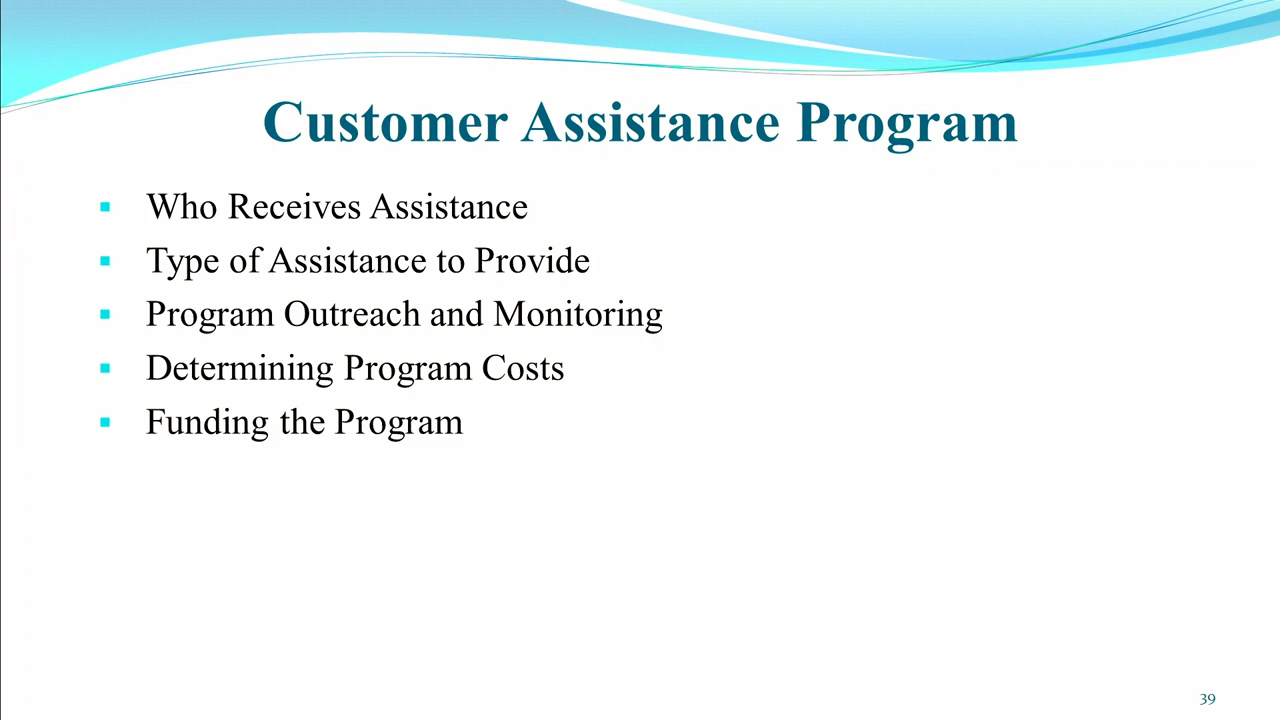 Customer Assistance Program
▪ Who Receives Assistance
▪ Type of Assistance to Provide
▪ Program Outreach and Monitoring
▪ Determining Program Costs
▪ Funding the Program
39